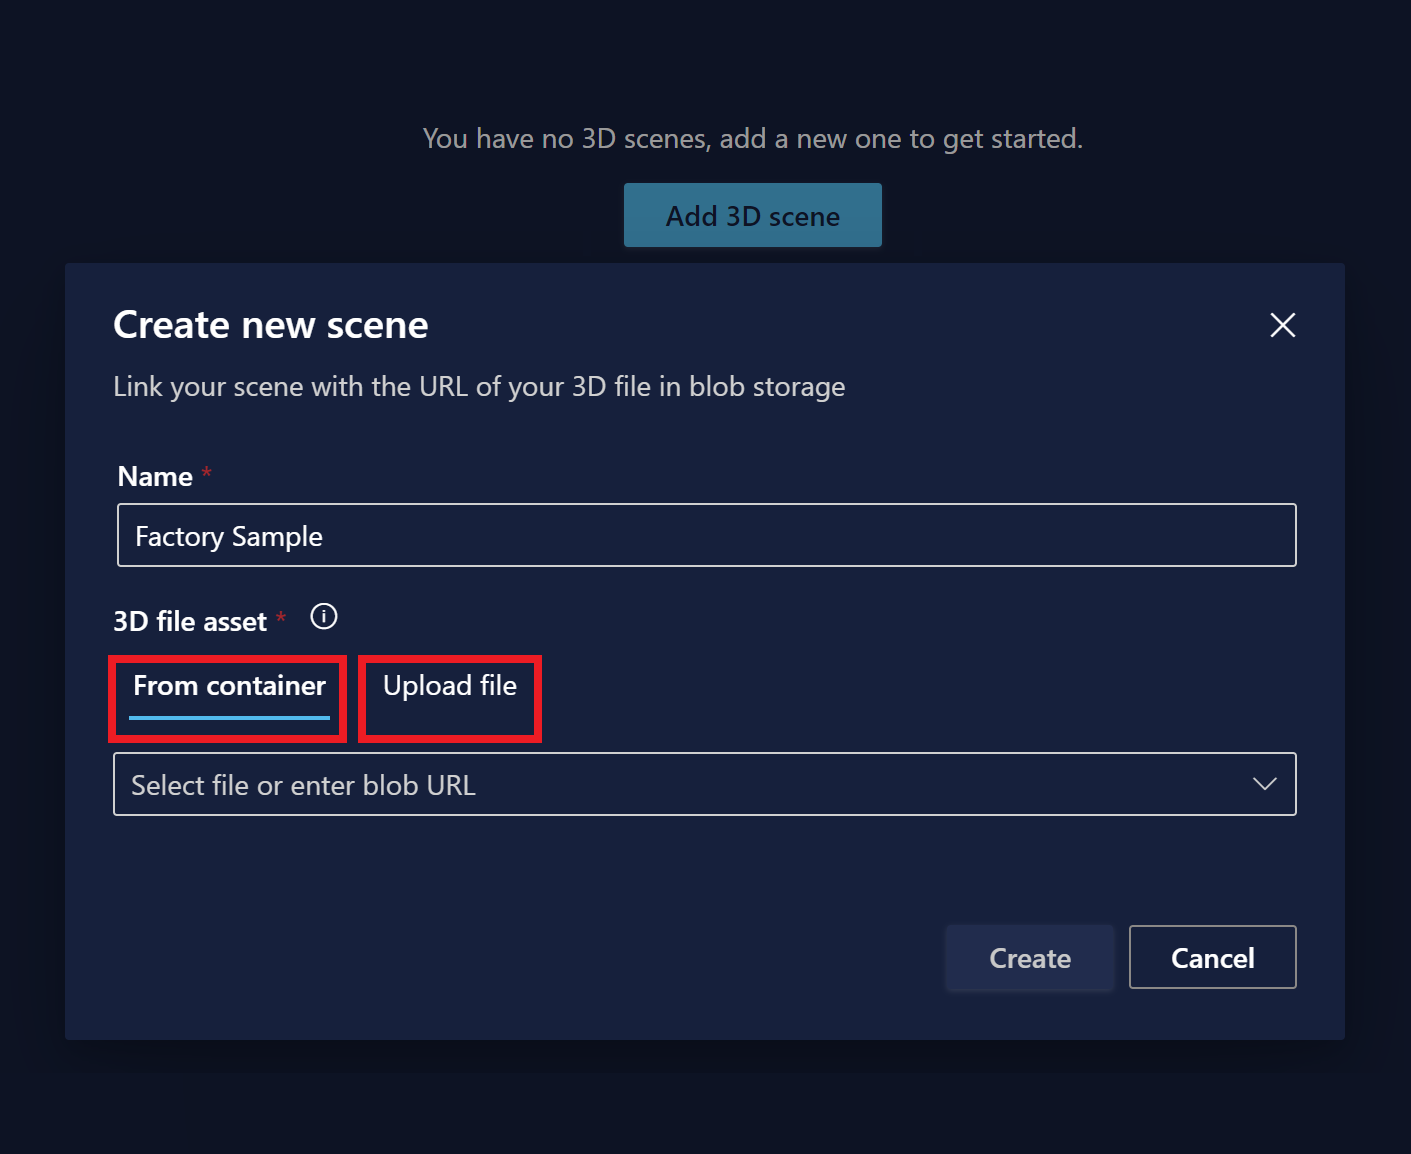 You have no 3D scenes, add a new one to get started.
Add 3D scene
Create new scene
Link your scene with the URL of your 3D file in blob storage
Name *
Factory Sample
3D file asset *
From container
Upload file
Select file or enter blob URL
Create
Cancel